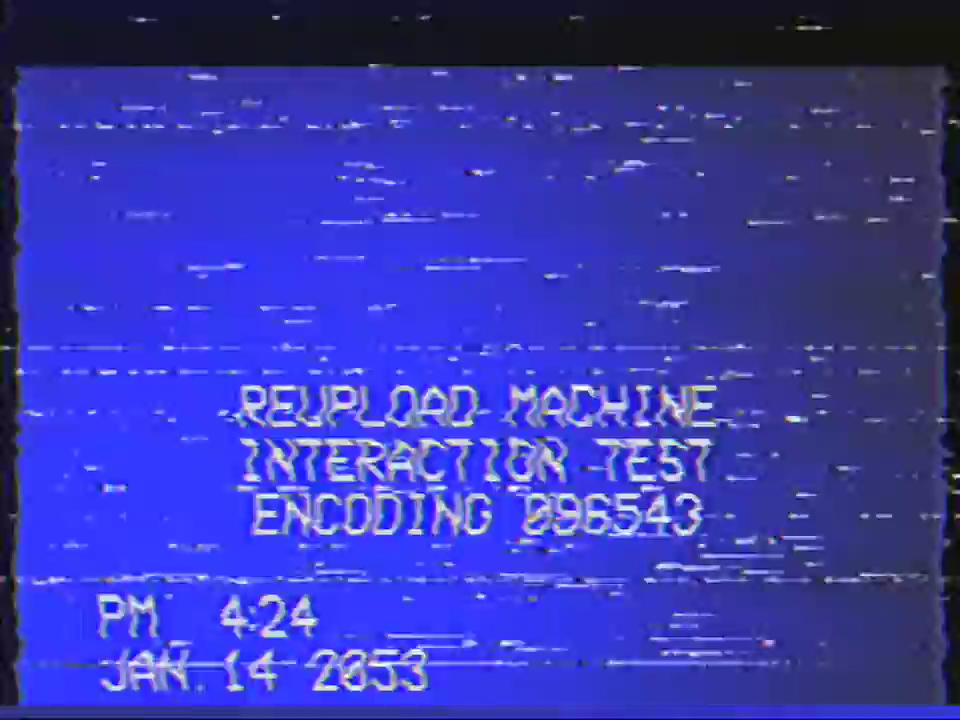 REUPLOAD MACHINE
INTERACTION TEST
ENCODING 096543
PM 4:24
JAN. 14 2053